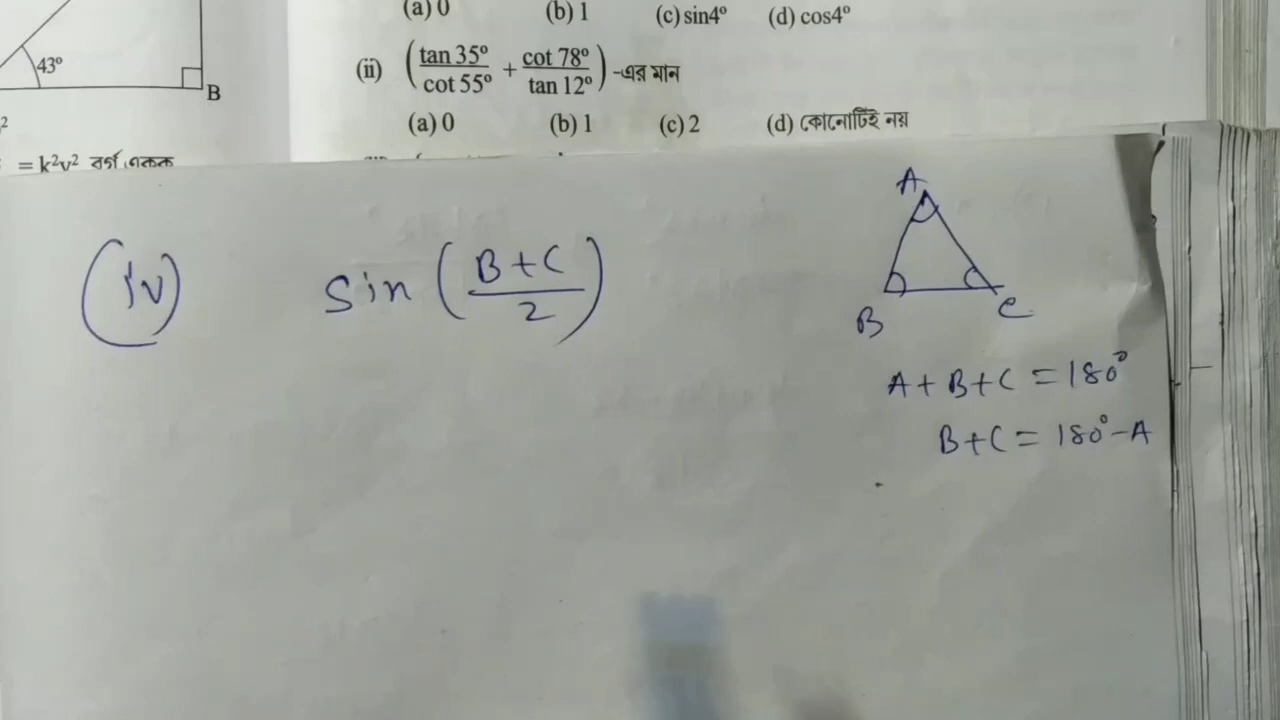 (a) 0 (b) 1 (c) sin4° (d) cos4°
43°
B
(ii) (tan 35°/cot 55° + cot 78°/tan 12°) -এর মান
(a) 0 (b) 1 (c) 2 (d) কোনোটিই নয়
2
= k²v² বর্গ একক
(iv) sin (B+C/2)
A
B C
A + B + C = 180°
B + C = 180° - A